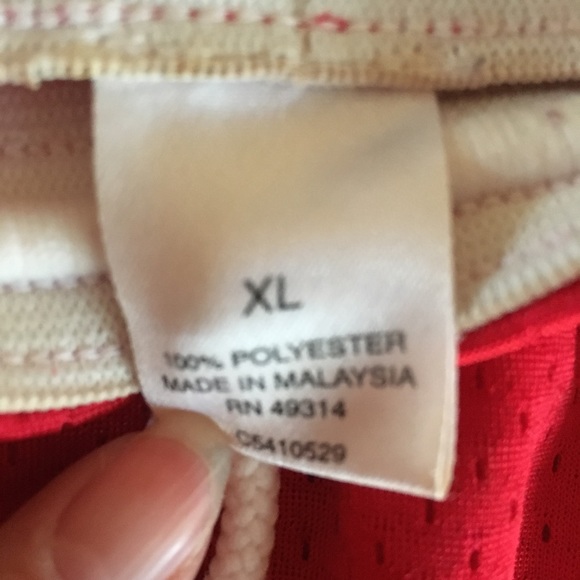 XL
100% POLYESTER
MADE IN MALAYSIA
RN 49314
C5410529